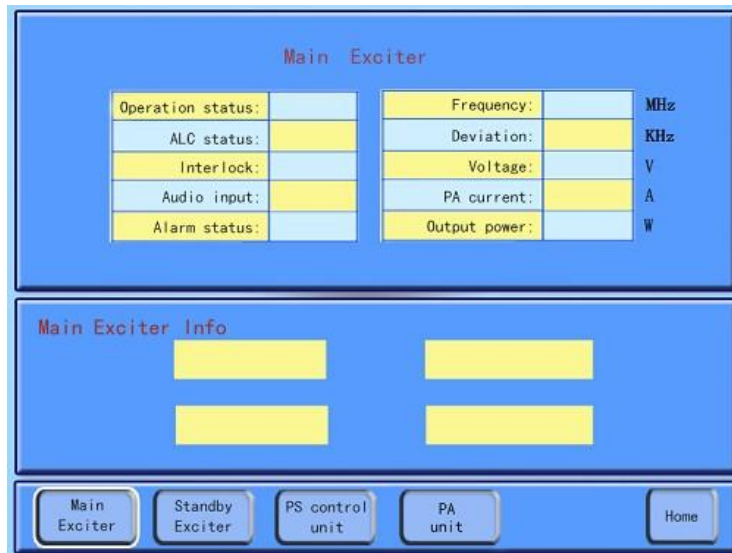 Main Exciter
Operation status:
Frequency:
MHz
ALC status:
Deviation:
KHz
Interlock:
Voltage:
V
Audio input:
PA current:
A
Alarm status:
Output power:
W
Main Exciter Info
Main
Exciter
Standby
Exciter
PS control
unit
PA
unit
Home